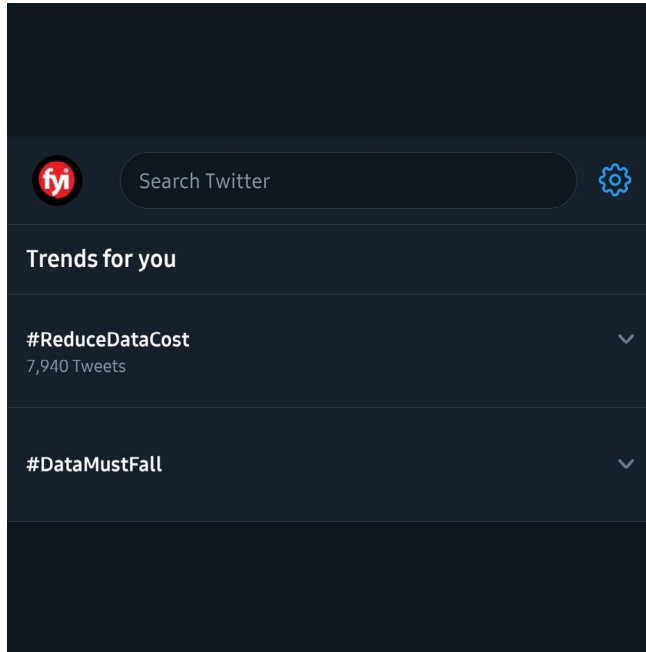 fyi
Search Twitter
Trends for you
#ReduceDataCost
7,940 Tweets
#DataMustFall